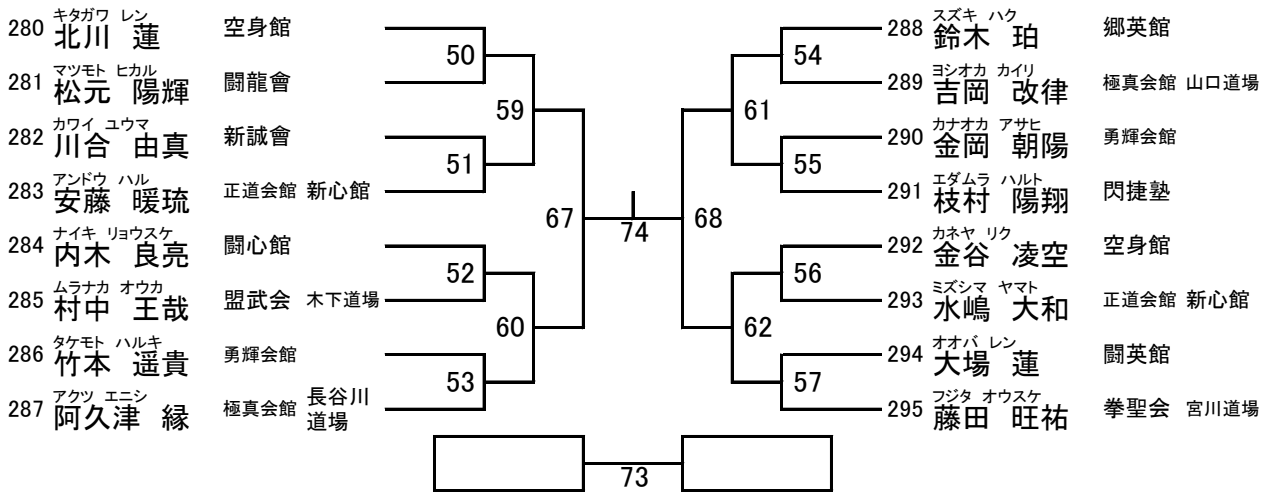 キタガワ レン
280 北川 蓮 空身館
マツモト ヒカル
281 松元 陽輝 闘龍會
カワイ ユウマ
282 川合 由真 新誠會
アンドウ ハル
283 安藤 暖琉 正道会館 新心館
ナイキ リョウスケ
284 内木 良亮 闘心館
ムラナカ オウカ
285 村中 王哉 盟武会 木下道場
タケモト ハルキ
286 竹本 遥貴 勇輝会館
アクツ エニシ
287 阿久津 縁 極真会館 長谷川
道場
50
59
51
67
52
60
53
74
73
54
61
55
68
56
62
57
スズキ ハク
288 鈴木 珀 郷英館
ヨシオカ カイリ
289 吉岡 改律 極真会館 山口道場
カナオカ アサヒ
290 金岡 朝陽 勇輝会館
エダムラ ハルト
291 枝村 陽翔 閃捷塾
カネヤ リク
292 金谷 凌空 空身館
ミズシマ ヤマト
293 水嶋 大和 正道会館 新心館
オオバ レン
294 大場 蓮 闘英館
フジタ オウスケ
295 藤田 旺祐 拳聖会 宮川道場